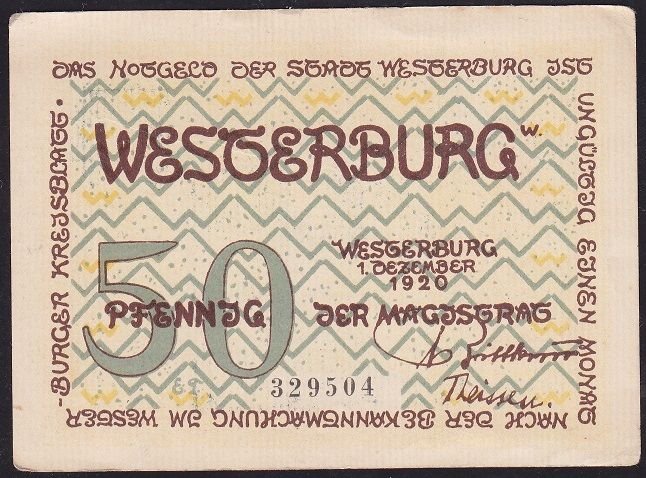 DAS NOTGELD DER STADT WESTERBURG IST
UNGÜLTIG EINEN MONAT
NACH DER BEKANNTMACHUNG IM WESTER
-BURGER KREISBLATT.
WESTERBURG W.
50
PFENNIG
WESTERBURG
1. DEZEMBER
1920
DER MAGISTRAT
Theissen.
329504